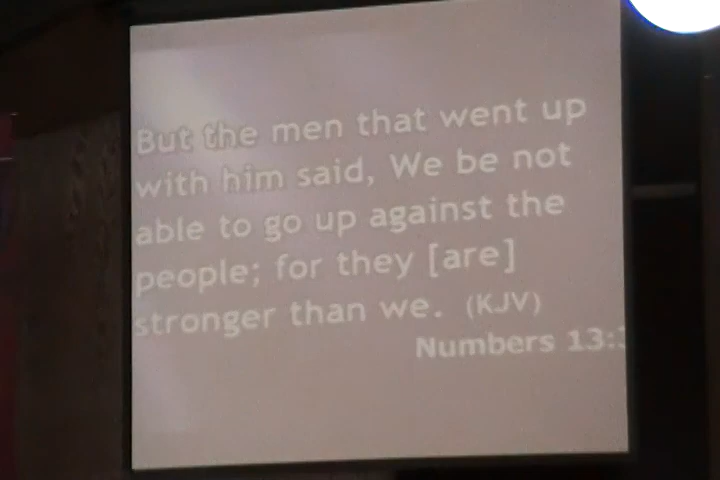 But the men that went up
with him said, We be not
able to go up against the
people; for they [are]
stronger than we. (KJV)
Numbers 13: